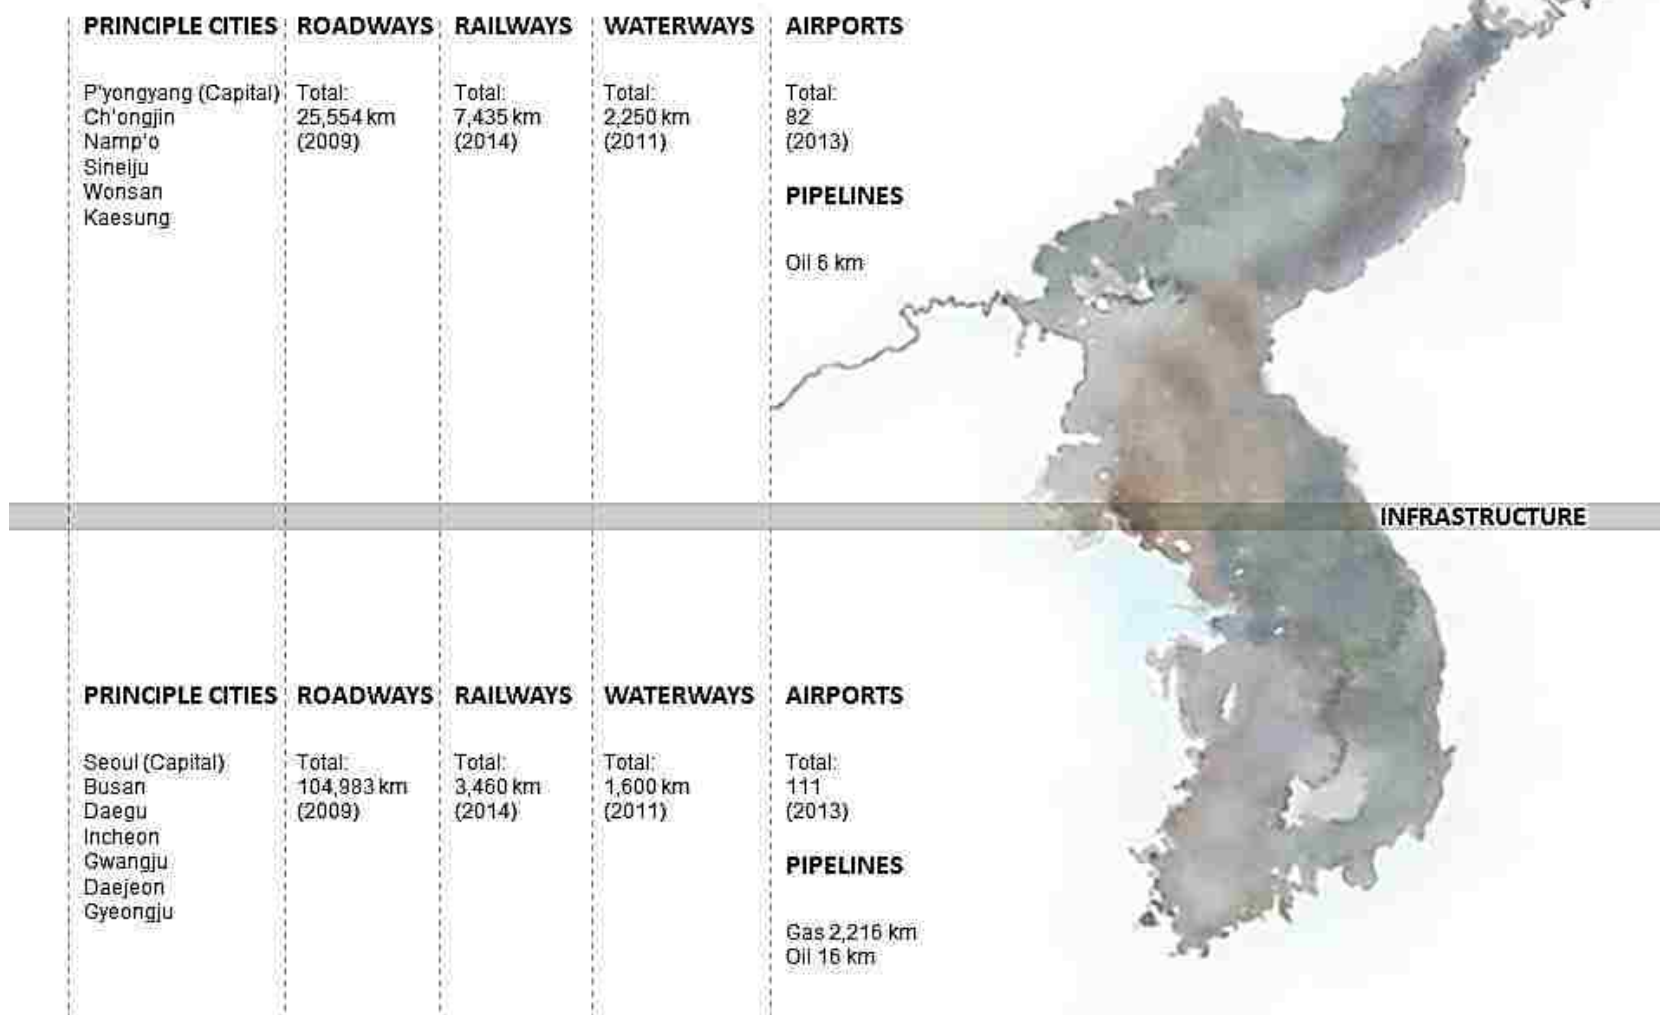 PRINCIPLE CITIES
P'yongyang (Capital)
Ch'ongjin
Namp'o
Sineiju
Wonsan
Kaesung
ROADWAYS
Total:
25,554 km
(2009)
RAILWAYS
Total:
7,435 km
(2014)
WATERWAYS
Total:
2,250 km
(2011)
AIRPORTS
Total:
82
(2013)
PIPELINES
Oil 6 km
INFRASTRUCTURE
PRINCIPLE CITIES
Seoul (Capital)
Busan
Daegu
Incheon
Gwangju
Daejeon
Gyeongju
ROADWAYS
Total:
104,983 km
(2009)
RAILWAYS
Total:
3,460 km
(2014)
WATERWAYS
Total:
1,600 km
(2011)
AIRPORTS
Total:
111
(2013)
PIPELINES
Gas 2,216 km
Oil 16 km